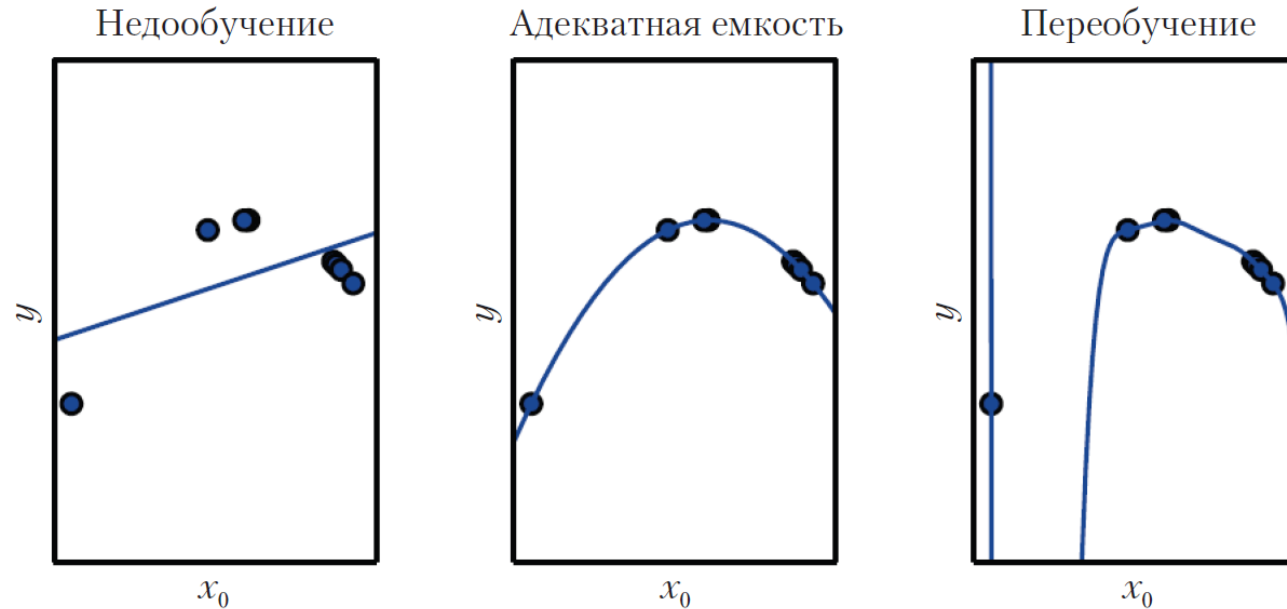 Недообучение
Адекватная емкость
Переобучение
y
y
y
x₀
x₀
x₀